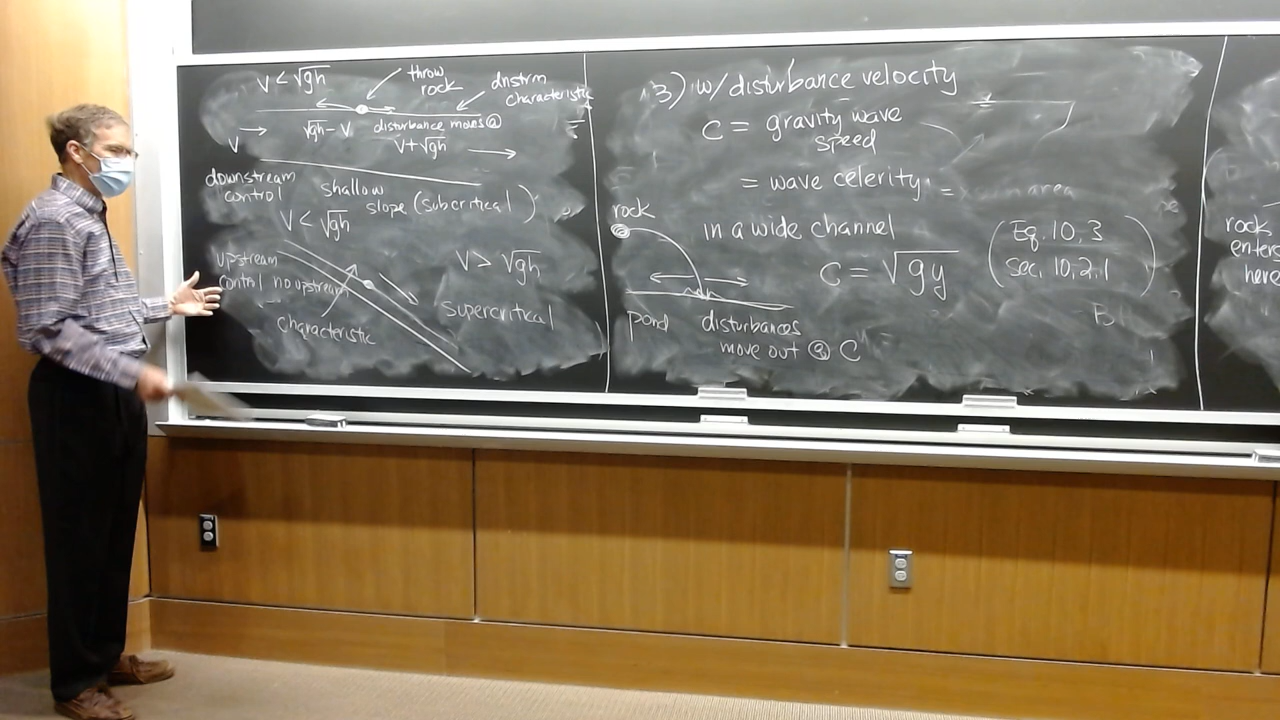 V < √gh
throw
rock
dnstrm
characteristic
√gh - V
disturbance moves @
V + √gh
V
downstream
control
shallow
slope (subcritical)
V < √gh
upstream
control
no upstream
characteristic
V > √gh
supercritical
3) w/ disturbance velocity
C = gravity wave
speed
= wave celerity
in a wide channel
C = √gy
(Eq. 10.3
Sec. 10.2.1)
rock
pond
disturbances
move out @ C
rock
enters
here